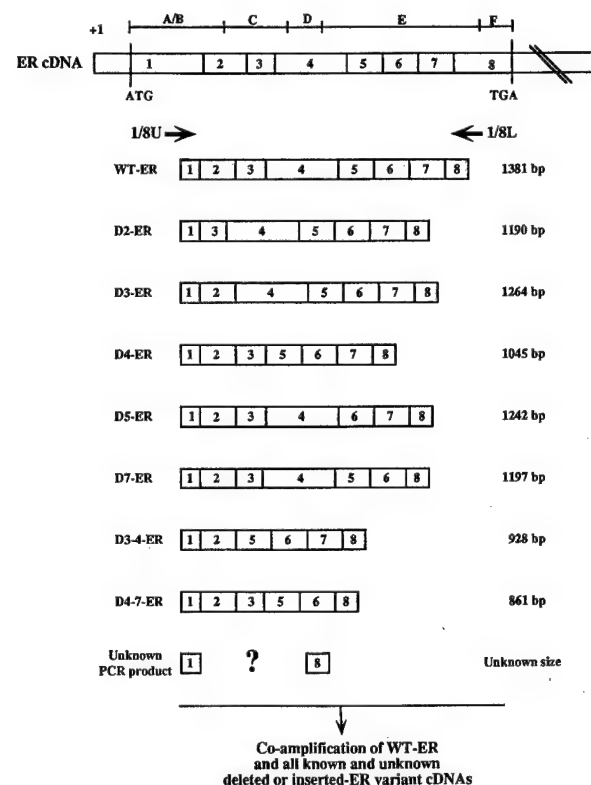 A/B C D E F
+1
ER cDNA 1 2 3 4 5 6 7 8
ATG TGA
1/8U 1/8L
WT-ER 1 2 3 4 5 6 7 8 1381 bp
D2-ER 1 3 4 5 6 7 8 1190 bp
D3-ER 1 2 4 5 6 7 8 1264 bp
D4-ER 1 2 3 5 6 7 8 1045 bp
D5-ER 1 2 3 4 6 7 8 1242 bp
D7-ER 1 2 3 4 5 6 8 1197 bp
D3-4-ER 1 2 5 6 7 8 928 bp
D4-7-ER 1 2 3 5 6 8 861 bp
Unknown
PCR product 1 ? 8 Unknown size
Co-amplification of WT-ER
and all known and unknown
deleted or inserted-ER variant cDNAs